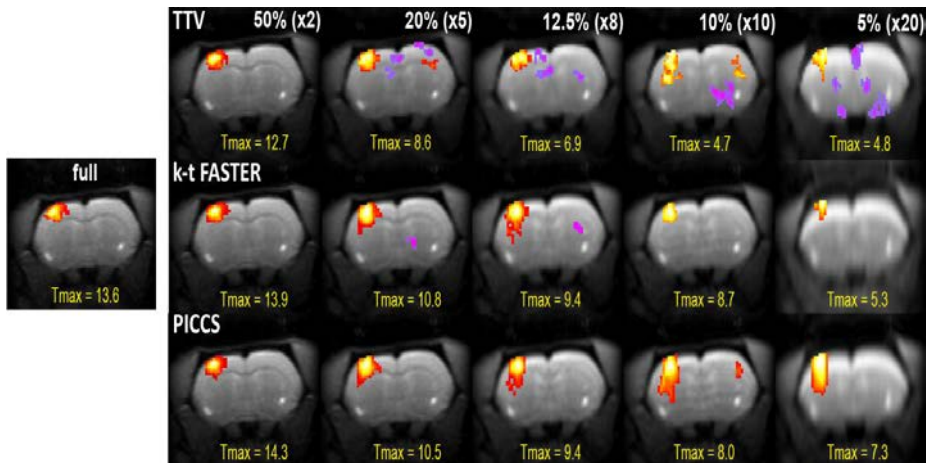 TTV 50% (x2) 20% (x5) 12.5% (x8) 10% (x10) 5% (x20)
Tmax = 12.7 Tmax = 8.6 Tmax = 6.9 Tmax = 4.7 Tmax = 4.8
full
Tmax = 13.6
k-t FASTER
Tmax = 13.9 Tmax = 10.8 Tmax = 9.4 Tmax = 8.7 Tmax = 5.3
PICCS
Tmax = 14.3 Tmax = 10.5 Tmax = 9.4 Tmax = 8.0 Tmax = 7.3